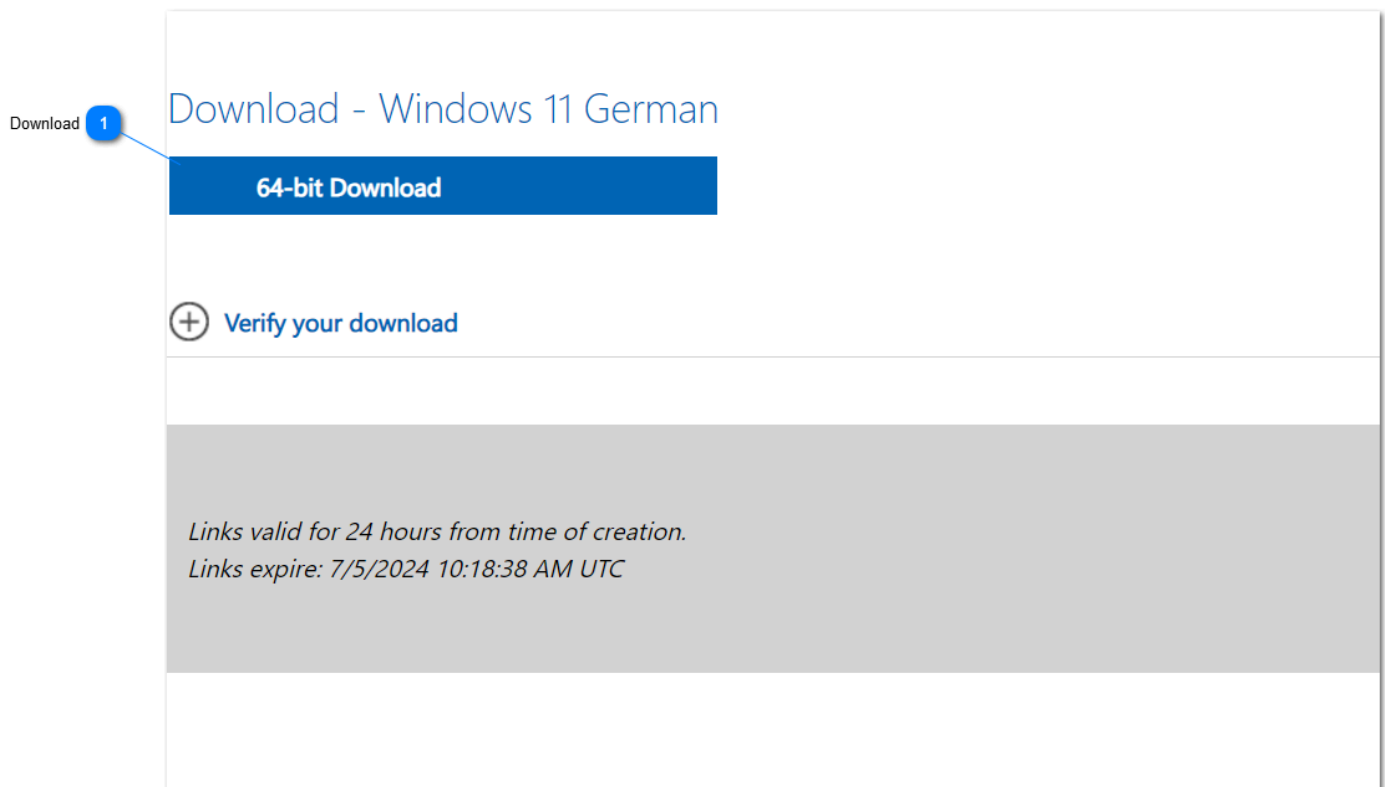 Download - Windows 11 German
Download 1
64-bit Download
Verify your download
Links valid for 24 hours from time of creation.
Links expire: 7/5/2024 10:18:38 AM UTC